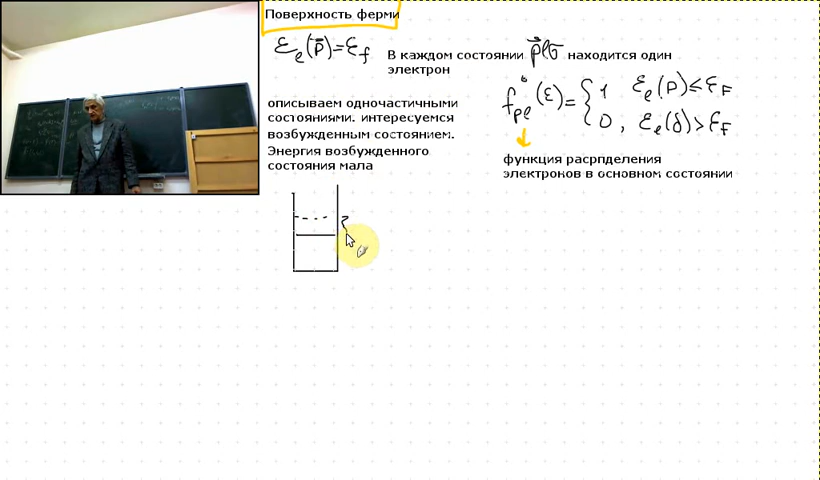 Поверхность ферми
ε_e(p⃗)=ε_f
В каждом состоянии p⃗ℓσ находится один
электрон
f⁰_pe(ε)= { 1 ε_e(p)≤ε_F
0, ε_e(δ)>ε_F
описываем одночастичными
состояниями. интересуемся
возбужденным состоянием.
Энергия возбужденного
состояния мала
функция расрпделения
электронов в основном состоянии